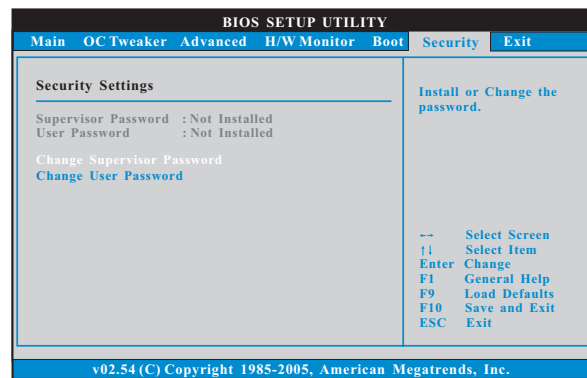 BIOS SETUP UTILITY
Main OC Tweaker Advanced H/W Monitor Boot Security Exit
Security Settings
Supervisor Password : Not Installed
User Password : Not Installed
Change Supervisor Password
Change User Password
Install or Change the
password.
←→ Select Screen
↑↓ Select Item
Enter Change
F1 General Help
F9 Load Defaults
F10 Save and Exit
ESC Exit
v02.54 (C) Copyright 1985-2005, American Megatrends, Inc.